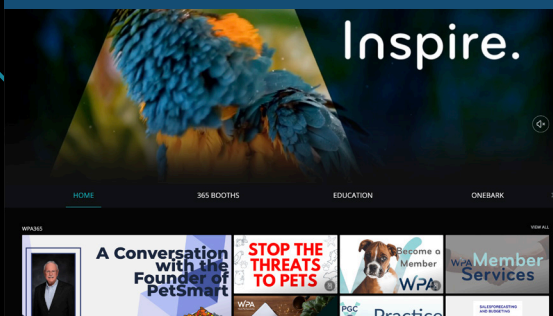 Inspire.
HOME
365 BOOTHS
EDUCATION
ONEBARK
WPA365
VIEW ALL
A Conversation
with the
Founder of
PetSmart
STOP THE
THREATS
TO PETS
Become a
Member
WPA
WPA Member
Services
WPA
PGC
Practice
SALES FORECASTING
AND BUDGETING